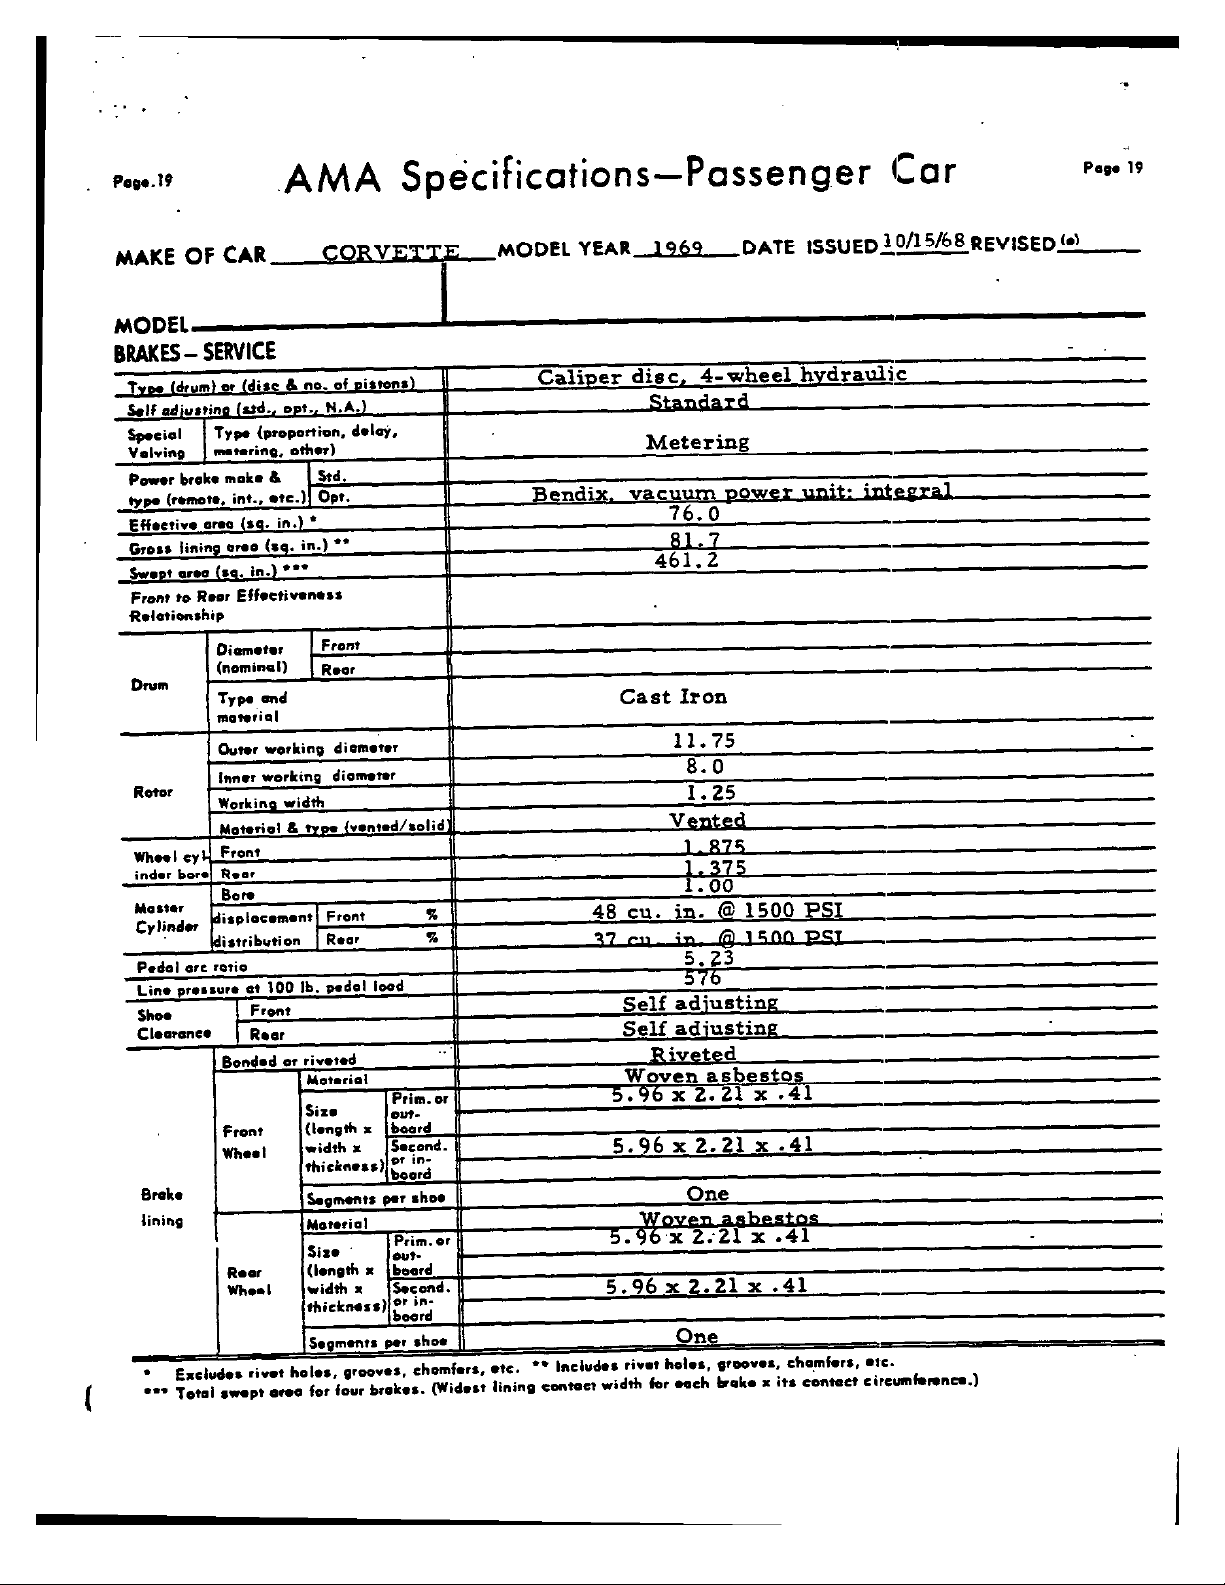 Page.19 AMA Specifications—Passenger Car Page 19
MAKE OF CAR CORVETTE MODEL YEAR 1969 DATE ISSUED 10/15/68 REVISED (•)
MODEL
BRAKES – SERVICE
Type (drum) or (disc & no. of pistons) Caliper disc, 4-wheel hydraulic
Self adjusting (std., opt., N.A.) Standard
Special Valving Type (proportion, delay, metering, other) Metering
Power brake make & type (remote, int., etc.) Std.
Opt. Bendix, vacuum power unit: integral
Effective area (sq. in.) * 76.0
Gross lining area (sq. in.) ** 81.7
Swept area (sq. in.) *** 461.2
Front to Rear Effectiveness
Relationship
Drum Diameter (nominal) Front
Rear
Type and material Cast Iron
Rotor Outer working diameter 11.75
Inner working diameter 8.0
Working width 1.25
Material & type (vented/solid) Vented
Wheel cyl- inder bore Front 1.875
Rear 1.375
Master Cylinder Bore 1.00
displacement distribution Front % 48 cu. in. @ 1500 PSI
Rear % 37 cu. in. @ 1500 PSI
Pedal arc ratio 5.23
Line pressure at 100 lb. pedal load 576
Shoe Clearance Front Self adjusting
Rear Self adjusting
Brake lining Bonded or riveted Riveted
Front Wheel Material Woven asbestos
Size (length x width x thickness) Prim. or out- board 5.96 x 2.21 x .41
Second. or in- board 5.96 x 2.21 x .41
Segments per shoe One
Rear Wheel Material Woven asbestos
Size (length x width x thickness) Prim. or out- board 5.96 x 2.21 x .41
Second. or in- board 5.96 x 2.21 x .41
Segments per shoe One
* Excludes rivet holes, grooves, chamfers, etc. ** Includes rivet holes, grooves, chamfers, etc.
*** Total swept area for four brakes. (Widest lining contact width for each brake x its contact circumference.)